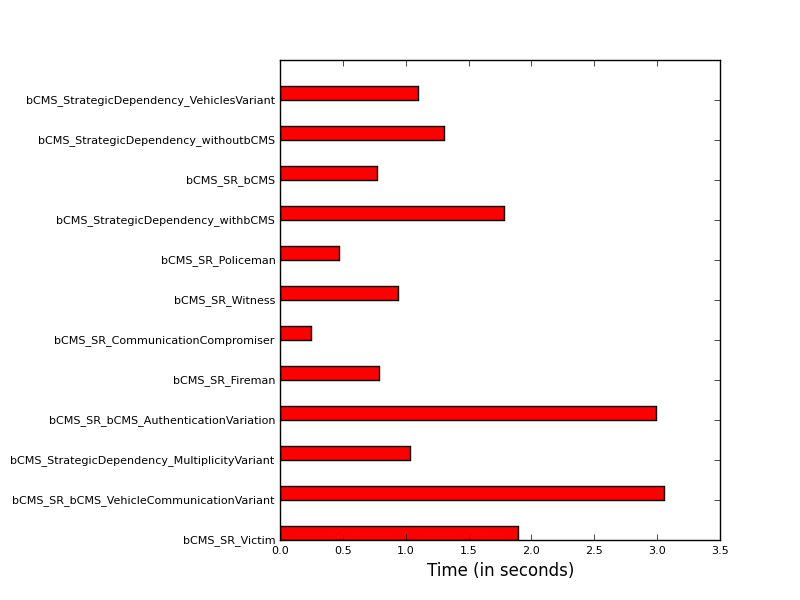 bCMS_StrategicDependency_VehiclesVariant
bCMS_StrategicDependency_withoutbCMS
bCMS_SR_bCMS
bCMS_StrategicDependency_withbCMS
bCMS_SR_Policeman
bCMS_SR_Witness
bCMS_SR_CommunicationCompromiser
bCMS_SR_Fireman
bCMS_SR_bCMS_AuthenticationVariation
bCMS_StrategicDependency_MultiplicityVariant
bCMS_SR_bCMS_VehicleCommunicationVariant
bCMS_SR_Victim
0.0 0.5 1.0 1.5 2.0 2.5 3.0 3.5
Time (in seconds)